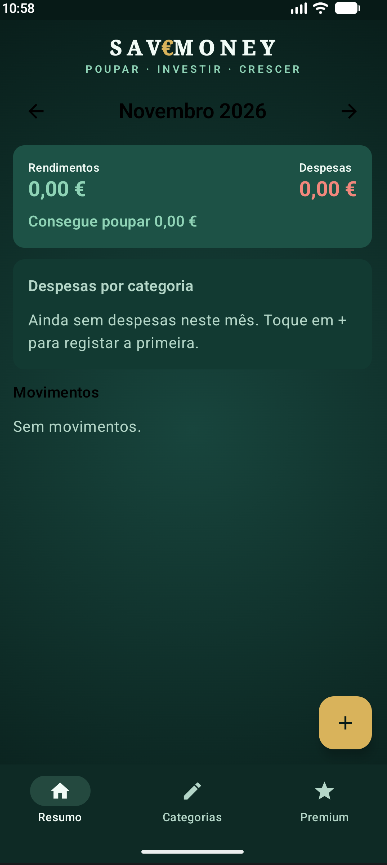 10:58
SAV€MONEY
POUPAR · INVESTIR · CRESCER
Novembro 2026
Rendimentos
Despesas
0,00 €
0,00 €
Consegue poupar 0,00 €
Despesas por categoria
Ainda sem despesas neste mês. Toque em +
para registar a primeira.
Movimentos
Sem movimentos.
+
Resumo
Categorias
Premium